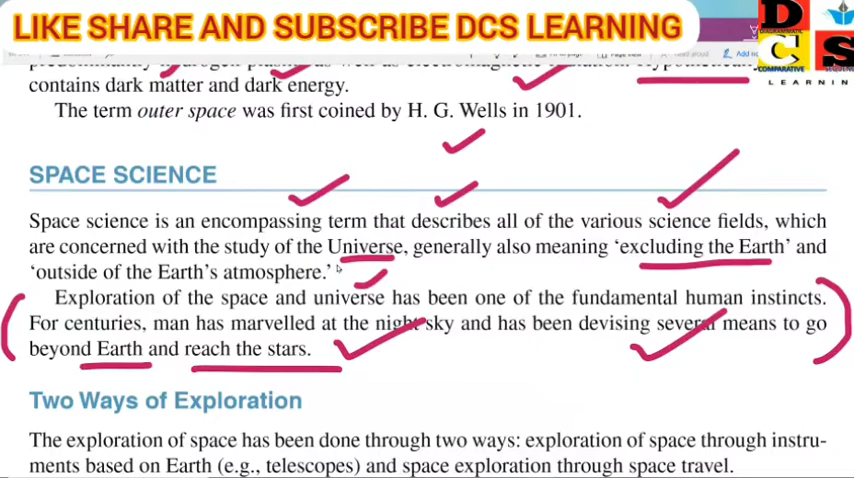 LIKE SHARE AND SUBSCRIBE DCS LEARNING
D
DIAGRAMMATIC
C
S
COMPARATIVE
LEARNIN
contains dark matter and dark energy.
The term outer space was first coined by H. G. Wells in 1901.
SPACE SCIENCE
Space science is an encompassing term that describes all of the various science fields, which
are concerned with the study of the Universe, generally also meaning ‘excluding the Earth’ and
‘outside of the Earth’s atmosphere.’
Exploration of the space and universe has been one of the fundamental human instincts.
For centuries, man has marvelled at the night sky and has been devising several means to go
beyond Earth and reach the stars.
Two Ways of Exploration
The exploration of space has been done through two ways: exploration of space through instru-
ments based on Earth (e.g., telescopes) and space exploration through space travel.